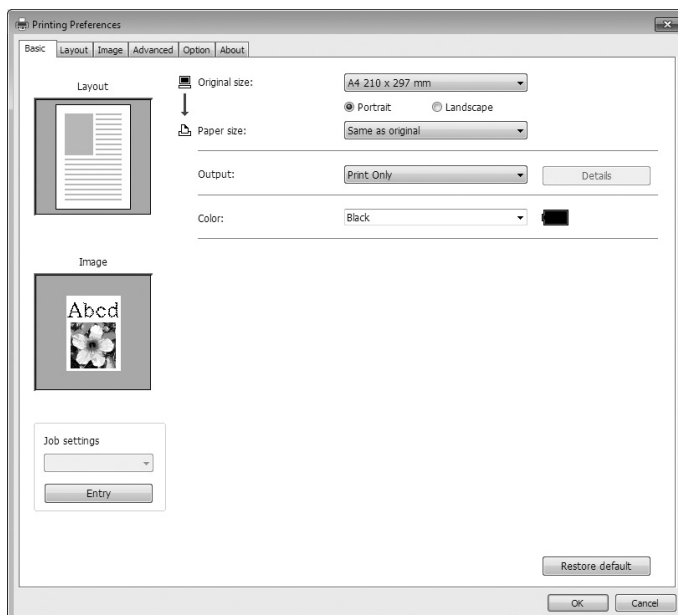 Printing Preferences
Basic Layout Image Advanced Option About
Layout
Original size: A4 210 x 297 mm
Portrait Landscape
Paper size: Same as original
Output: Print Only Details
Color: Black
Image
Abcd
Job settings
Entry
Restore default
OK Cancel